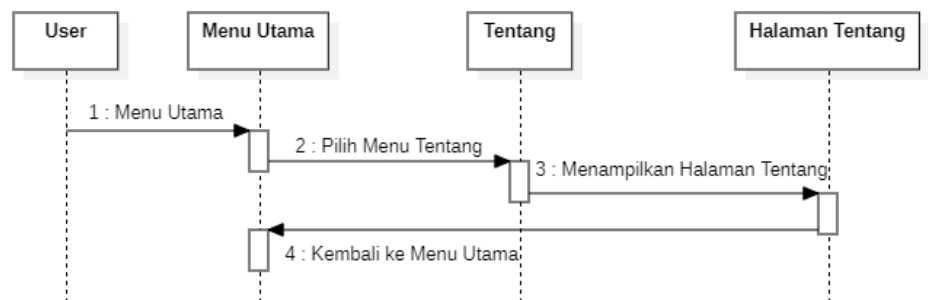 User
Menu Utama
Tentang
Halaman Tentang
1 : Menu Utama
2 : Pilih Menu Tentang
3 : Menampilkan Halaman Tentang
4 : Kembali ke Menu Utama